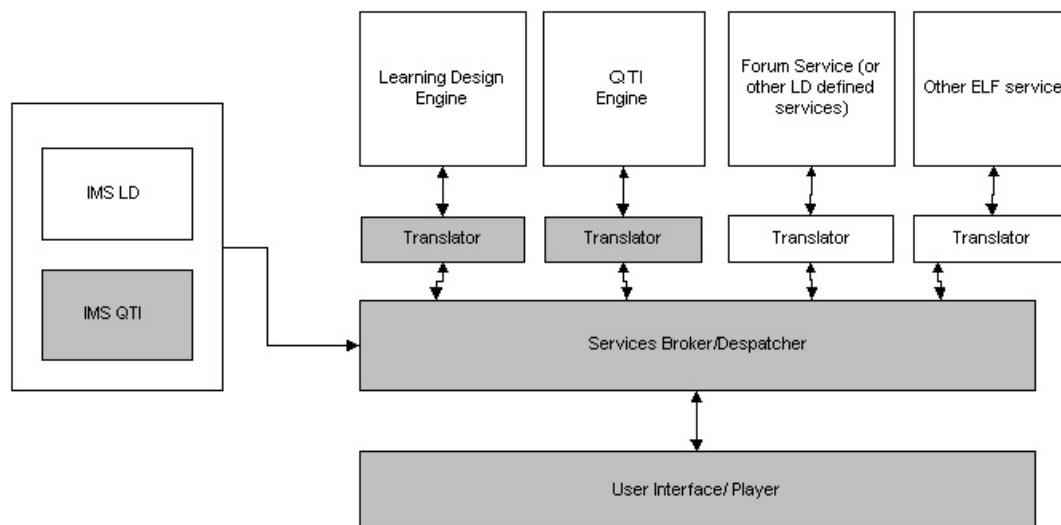 Learning Design
Engine
QTI
Engine
Forum Service (or
other LD defined
services)
Other ELF service
IMS LD
IMS QTI
Translator
Translator
Translator
Translator
Services Broker/Despatcher
User Interface/ Player